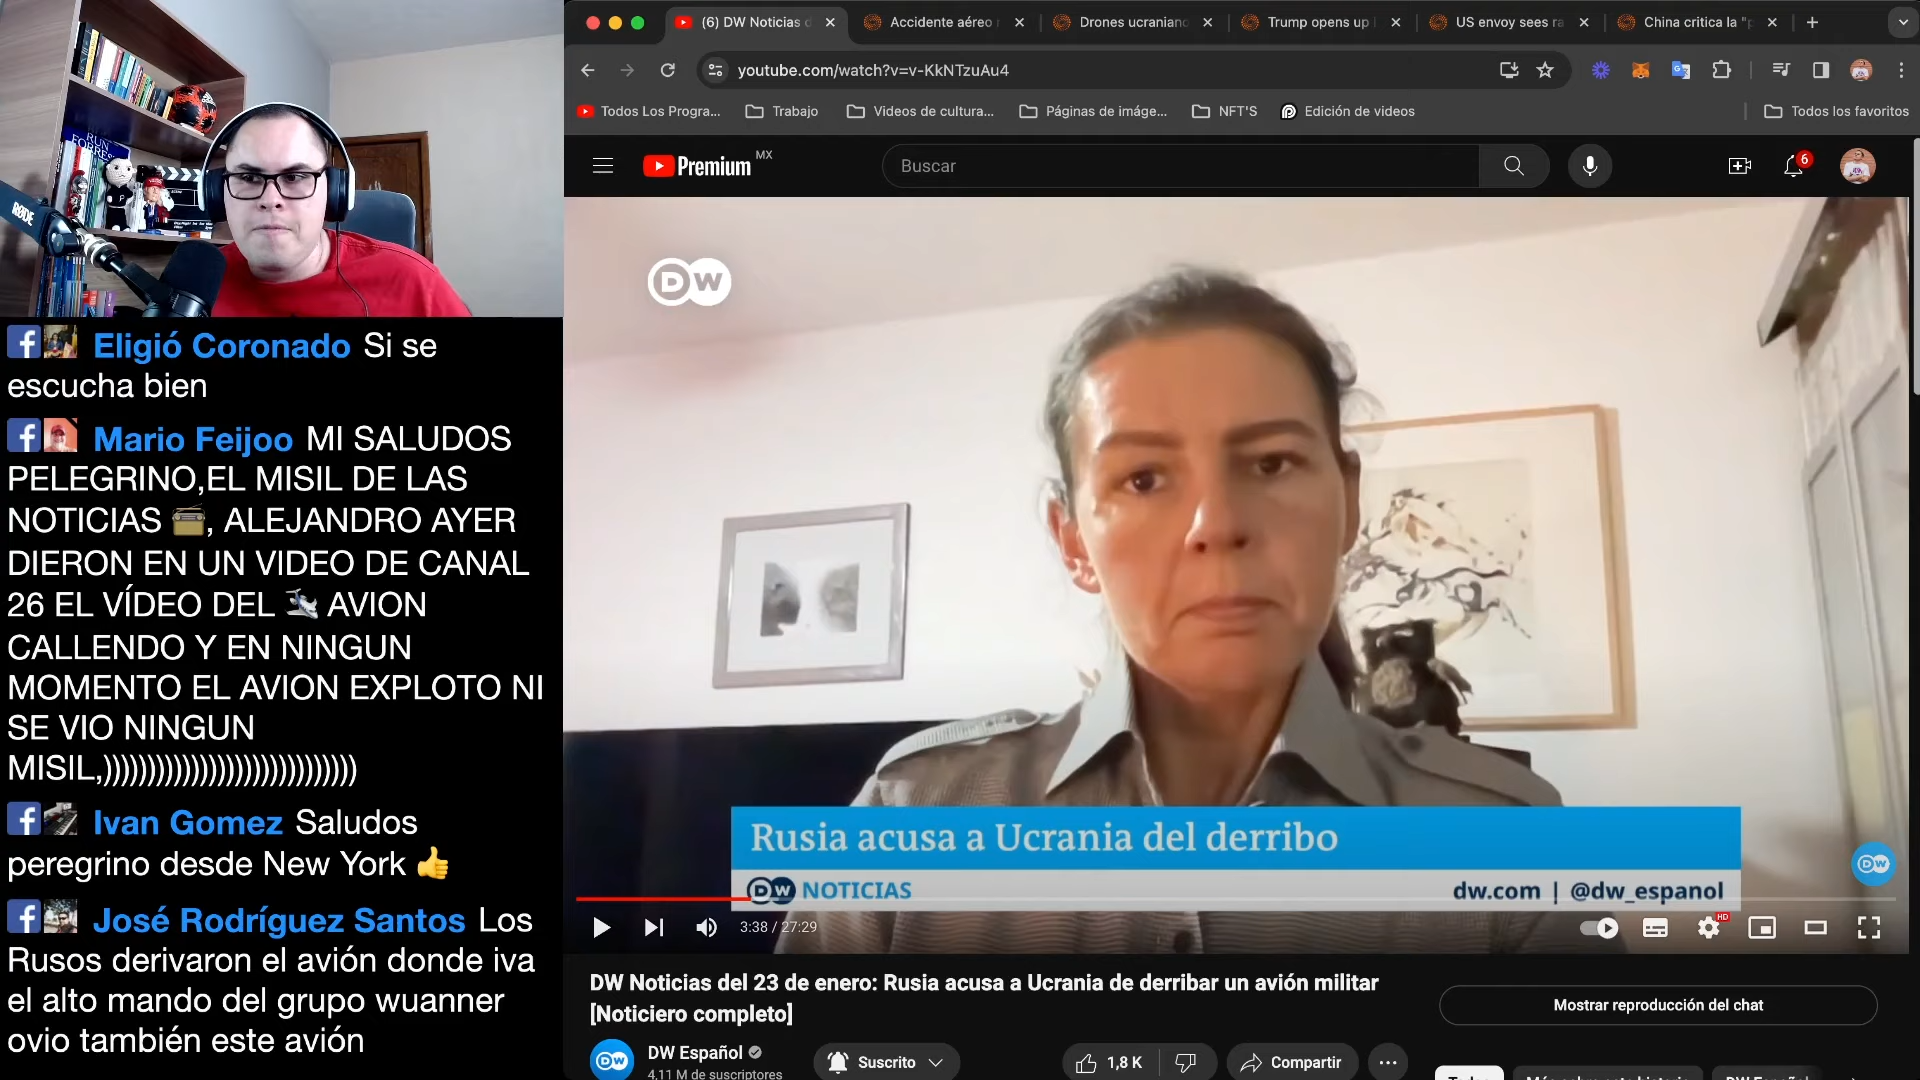 (6) DW Noticias d
Accidente aéreo r
Drones ucraniano
Trump opens up
US envoy sees ra
China critica la "p
youtube.com/watch?v=v-KkNTzuAu4
Todos Los Progra...
Trabajo
Videos de cultura...
Páginas de imáge...
NFT'S
Edición de videos
Todos los favoritos
Premium MX
Buscar
6
RUN
FORREST
RØDE
DW
Eligió Coronado Si se
escucha bien
Mario Feijoo MI SALUDOS
PELEGRINO,EL MISIL DE LAS
NOTICIAS 📻, ALEJANDRO AYER
DIERON EN UN VIDEO DE CANAL
26 EL VÍDEO DEL 🛩 AVION
CALLENDO Y EN NINGUN
MOMENTO EL AVION EXPLOTO NI
SE VIO NINGUN
MISIL,))))))))))))))))))))))))))))
Ivan Gomez Saludos
peregrino desde New York 👍
José Rodríguez Santos Los
Rusos derivaron el avión donde iva
el alto mando del grupo wuanner
ovio también este avión
Rusia acusa a Ucrania del derribo
DW NOTICIAS
dw.com | @dw_espanol
DW
3:38 / 27:29
HD
DW Noticias del 23 de enero: Rusia acusa a Ucrania de derribar un avión militar
[Noticiero completo]
Mostrar reproducción del chat
DW
DW Español
4.11 M de suscriptores
Suscrito
1,8 K
Compartir